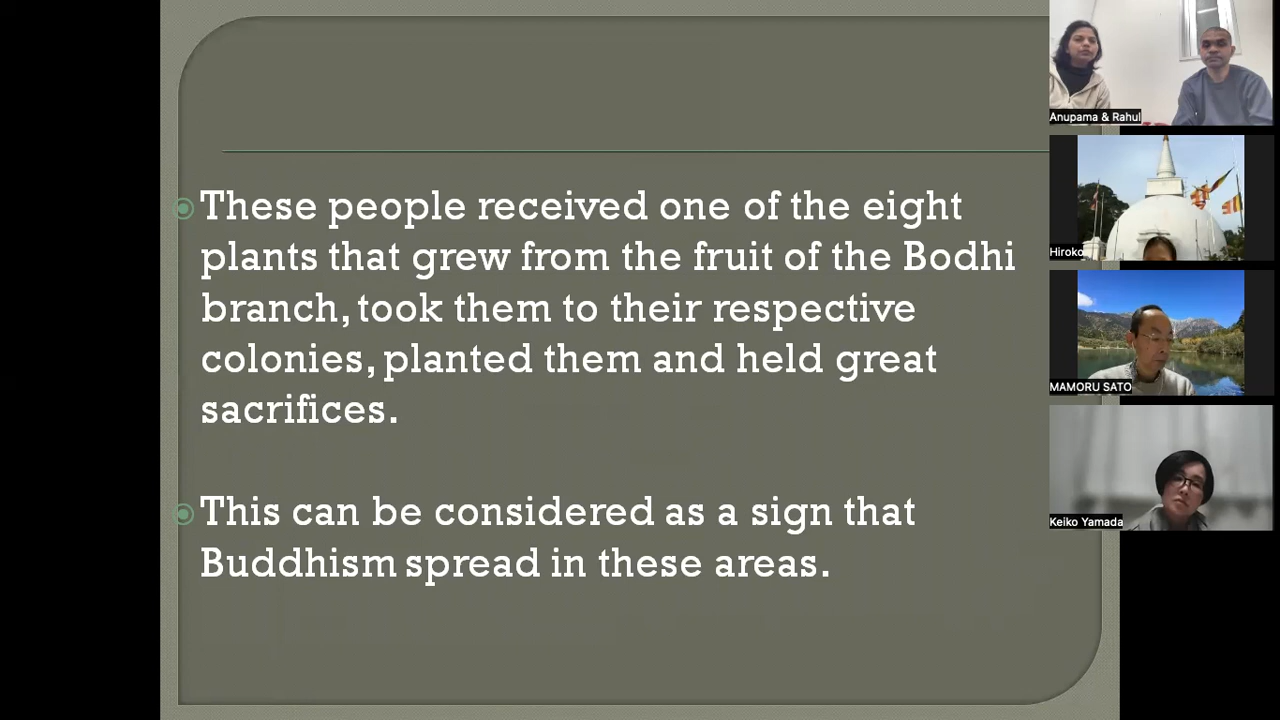 These people received one of the eight
plants that grew from the fruit of the Bodhi
branch, took them to their respective
colonies, planted them and held great
sacrifices.
This can be considered as a sign that
Buddhism spread in these areas.
Anupama & Rahul
Hiroko
MAMORU SATO
Keiko Yamada